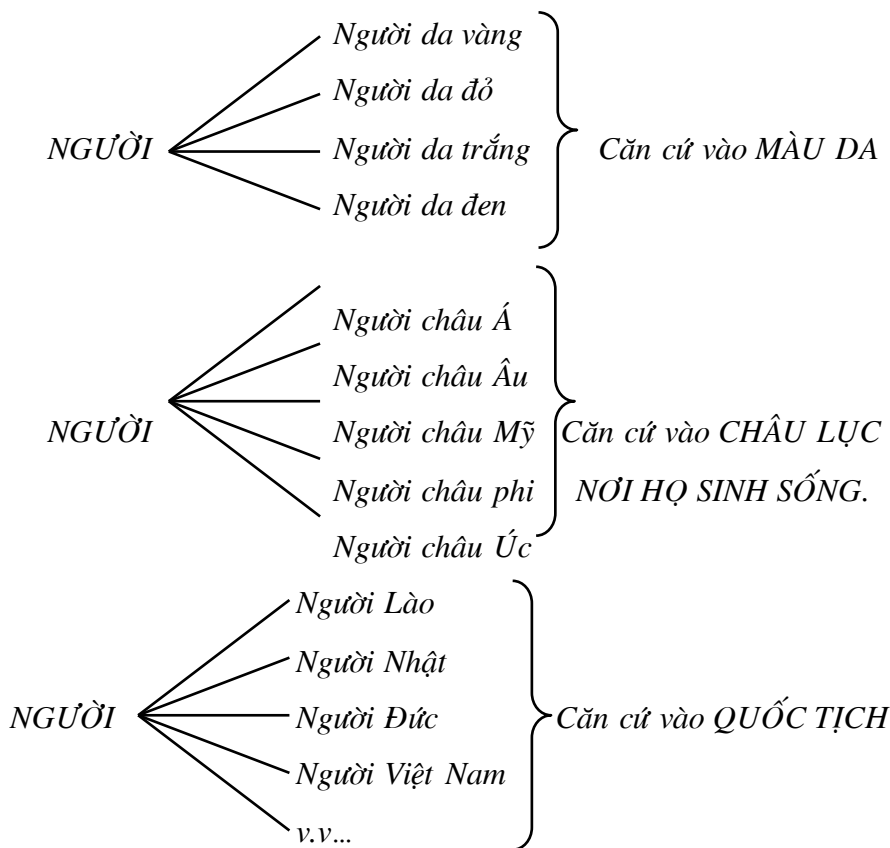 Người da vàng
Người da đỏ
NGƯỜI Người da trắng Căn cứ vào MÀU DA
Người da đen
Người châu Á
Người châu Âu
NGƯỜI Người châu Mỹ Căn cứ vào CHÂU LỤC
Người châu phi NƠI HỌ SINH SỐNG.
Người châu Úc
Người Lào
Người Nhật
NGƯỜI Người Đức Căn cứ vào QUỐC TỊCH
Người Việt Nam
v.v...